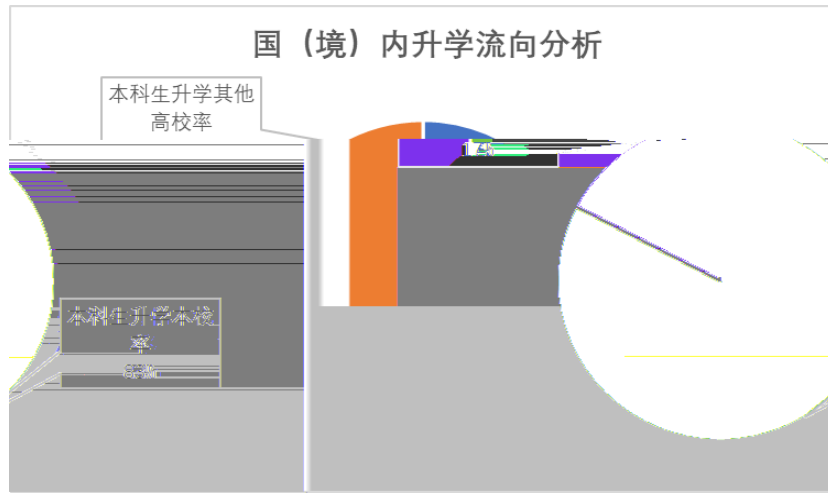 国（境）内升学流向分析
本科生升学其他
高校率
本科生升学本校
率